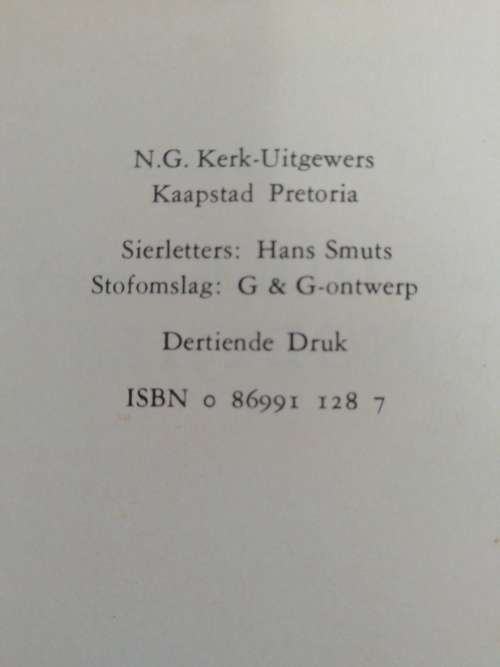 N.G. Kerk-Uitgewers
Kaapstad Pretoria
Sierletters: Hans Smuts
Stofomslag: G & G-ontwerp
Dertiende Druk
ISBN 0 86991 128 7